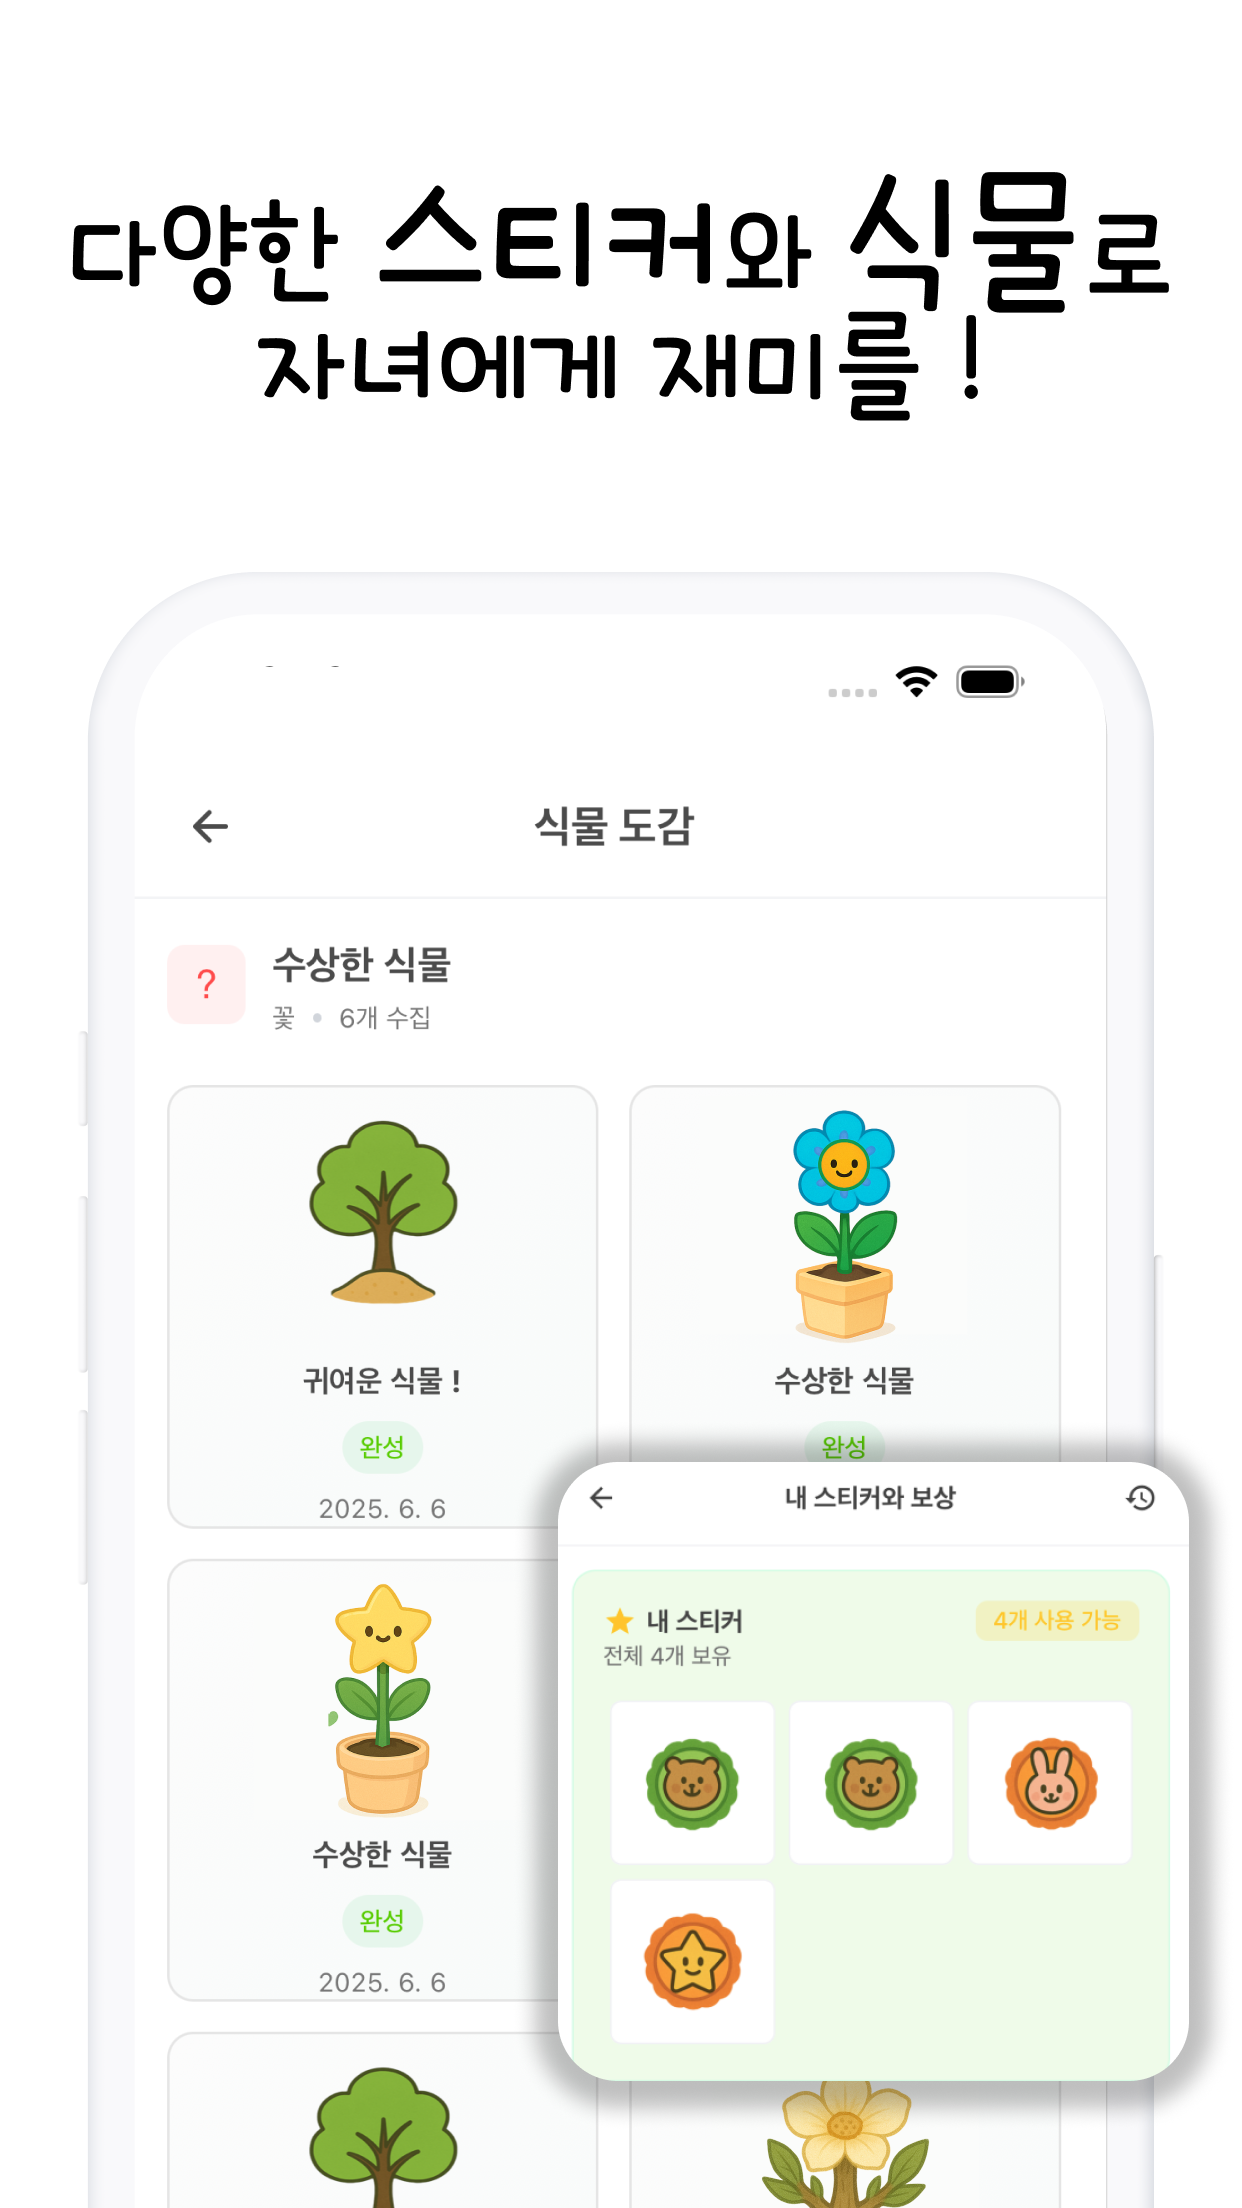 다양한 스티커와 식물로
자녀에게 재미를 !
식물 도감
?
수상한 식물
꽃 • 6개 수집
귀여운 식물 !
완성
2025. 6. 6
수상한 식물
완성
수상한 식물
완성
2025. 6. 6
내 스티커와 보상
내 스티커
4개 사용 가능
전체 4개 보유